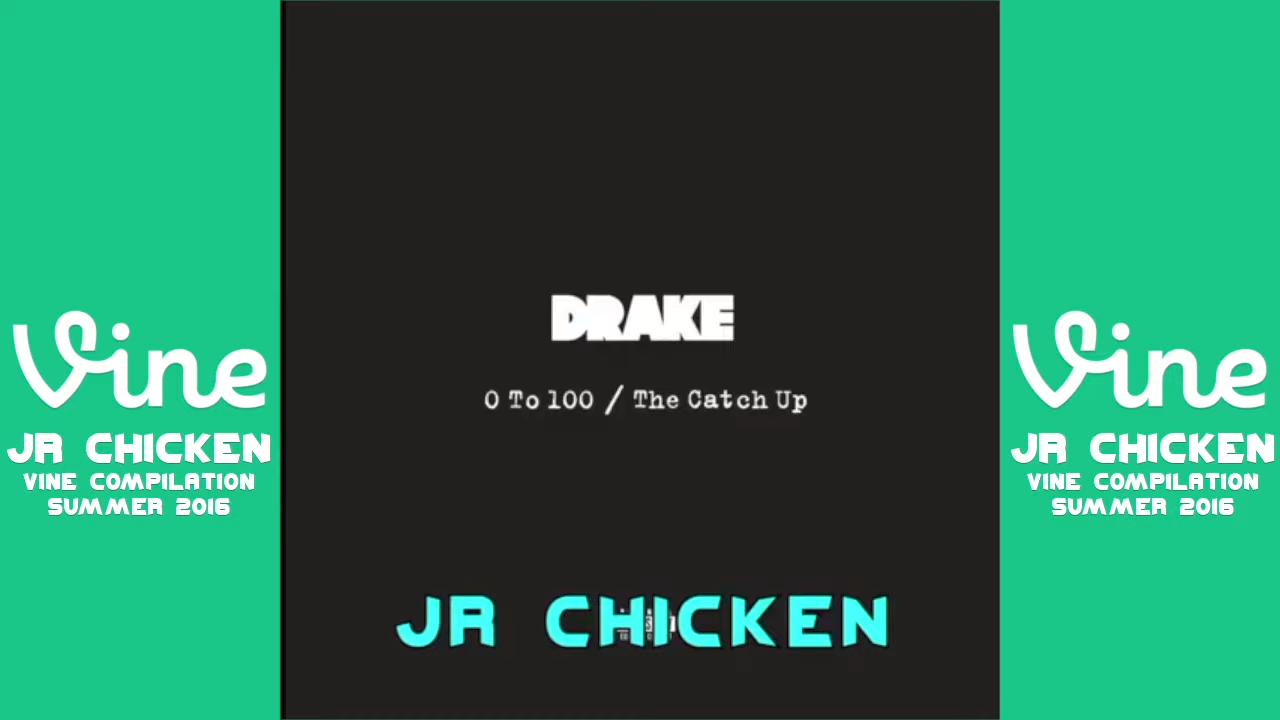 Vine
JR CHICKEN
VINE COMPILATION
SUMMER 2016
DRAKE
0 To 100 / The Catch Up
JR CHICKEN
Vine
JR CHICKEN
VINE COMPILATION
SUMMER 2016